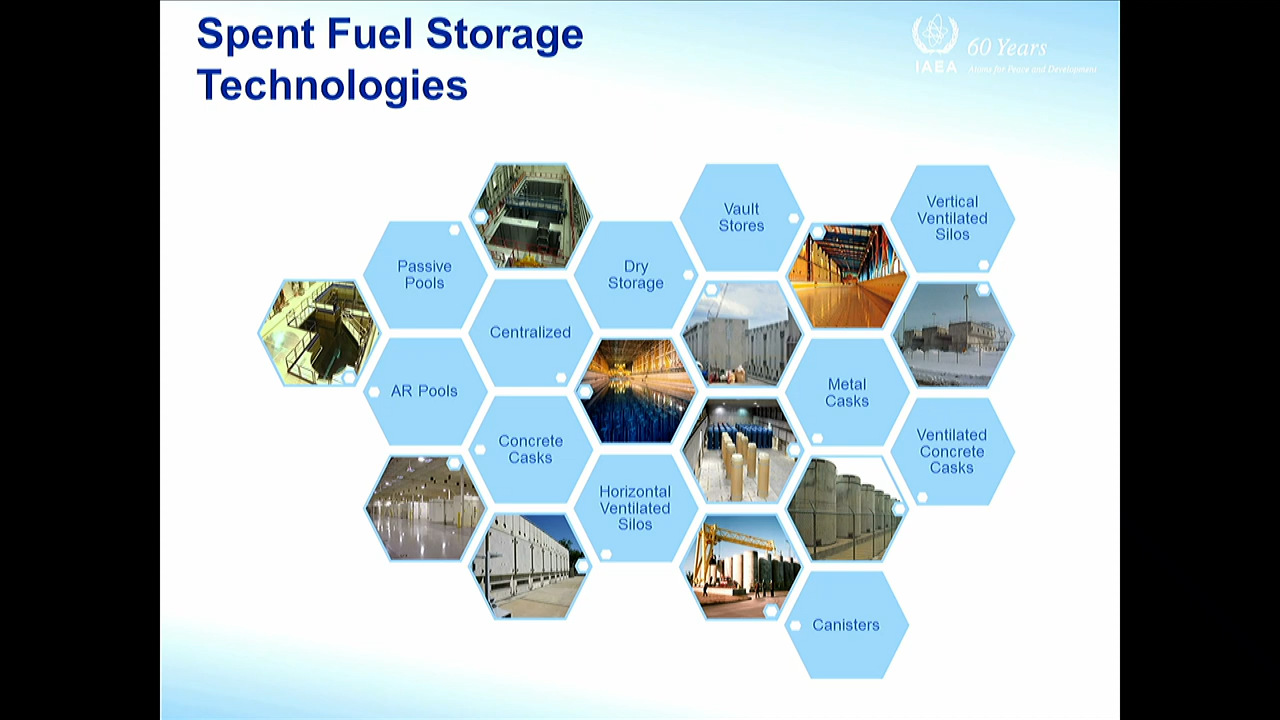 Spent Fuel Storage
Technologies
IAEA
60 Years
Atoms for Peace and Development
Vault
Stores
Vertical
Ventilated
Silos
Passive
Pools
Dry
Storage
Centralized
AR Pools
Metal
Casks
Concrete
Casks
Ventilated
Concrete
Casks
Horizontal
Ventilated
Silos
Canisters